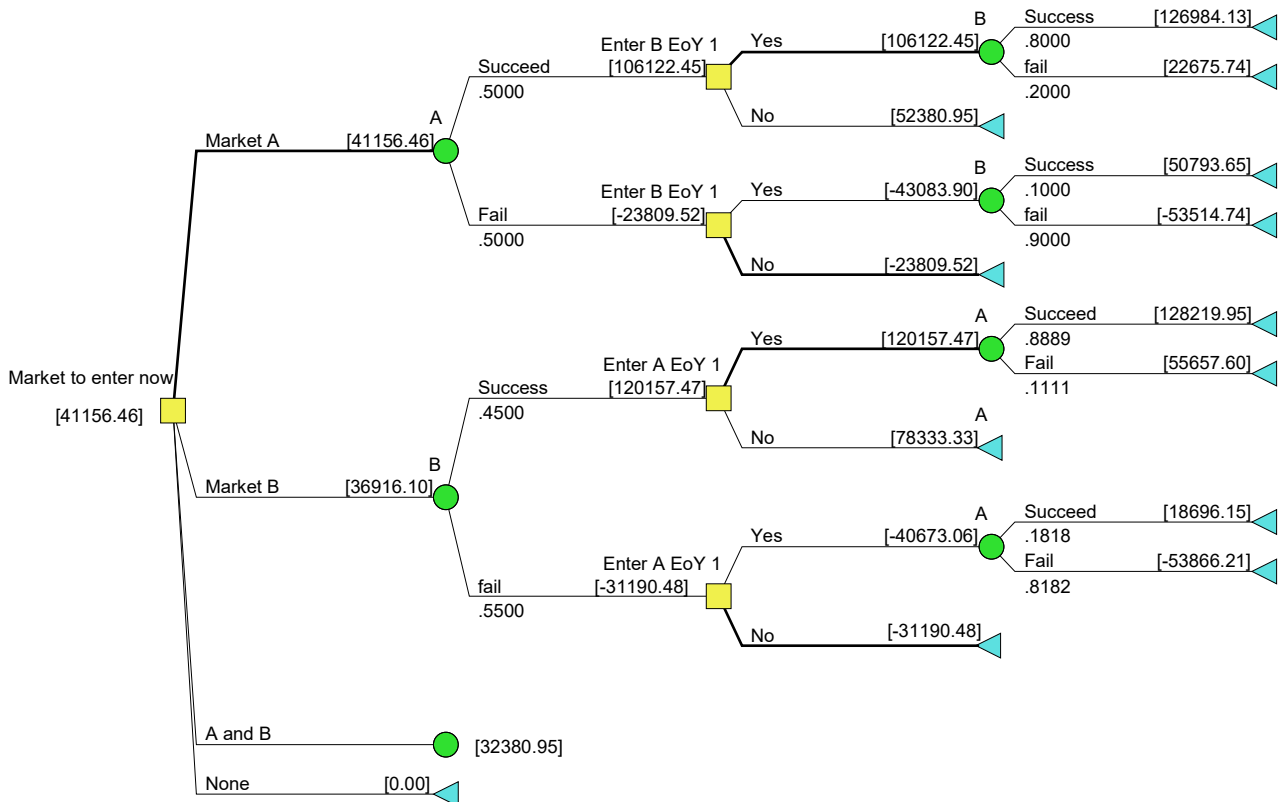 Market to enter now
[41156.46]
Market A
[41156.46]
A
Succeed
.5000
Enter B EoY 1
[106122.45]
Yes
[106122.45]
B
Success
[126984.13]
.8000
fail
[22675.74]
.2000
No
[52380.95]
Fail
.5000
Enter B EoY 1
[-23809.52]
Yes
[-43083.90]
B
Success
[50793.65]
.1000
fail
[-53514.74]
.9000
No
[-23809.52]
Market B
[36916.10]
B
Success
.4500
Enter A EoY 1
[120157.47]
Yes
[120157.47]
A
Succeed
[128219.95]
.8889
Fail
[55657.60]
.1111
No
[78333.33]
A
fail
.5500
Enter A EoY 1
[-31190.48]
Yes
[-40673.06]
A
Succeed
[18696.15]
.1818
Fail
[-53866.21]
.8182
No
[-31190.48]
A and B
[32380.95]
None
[0.00]